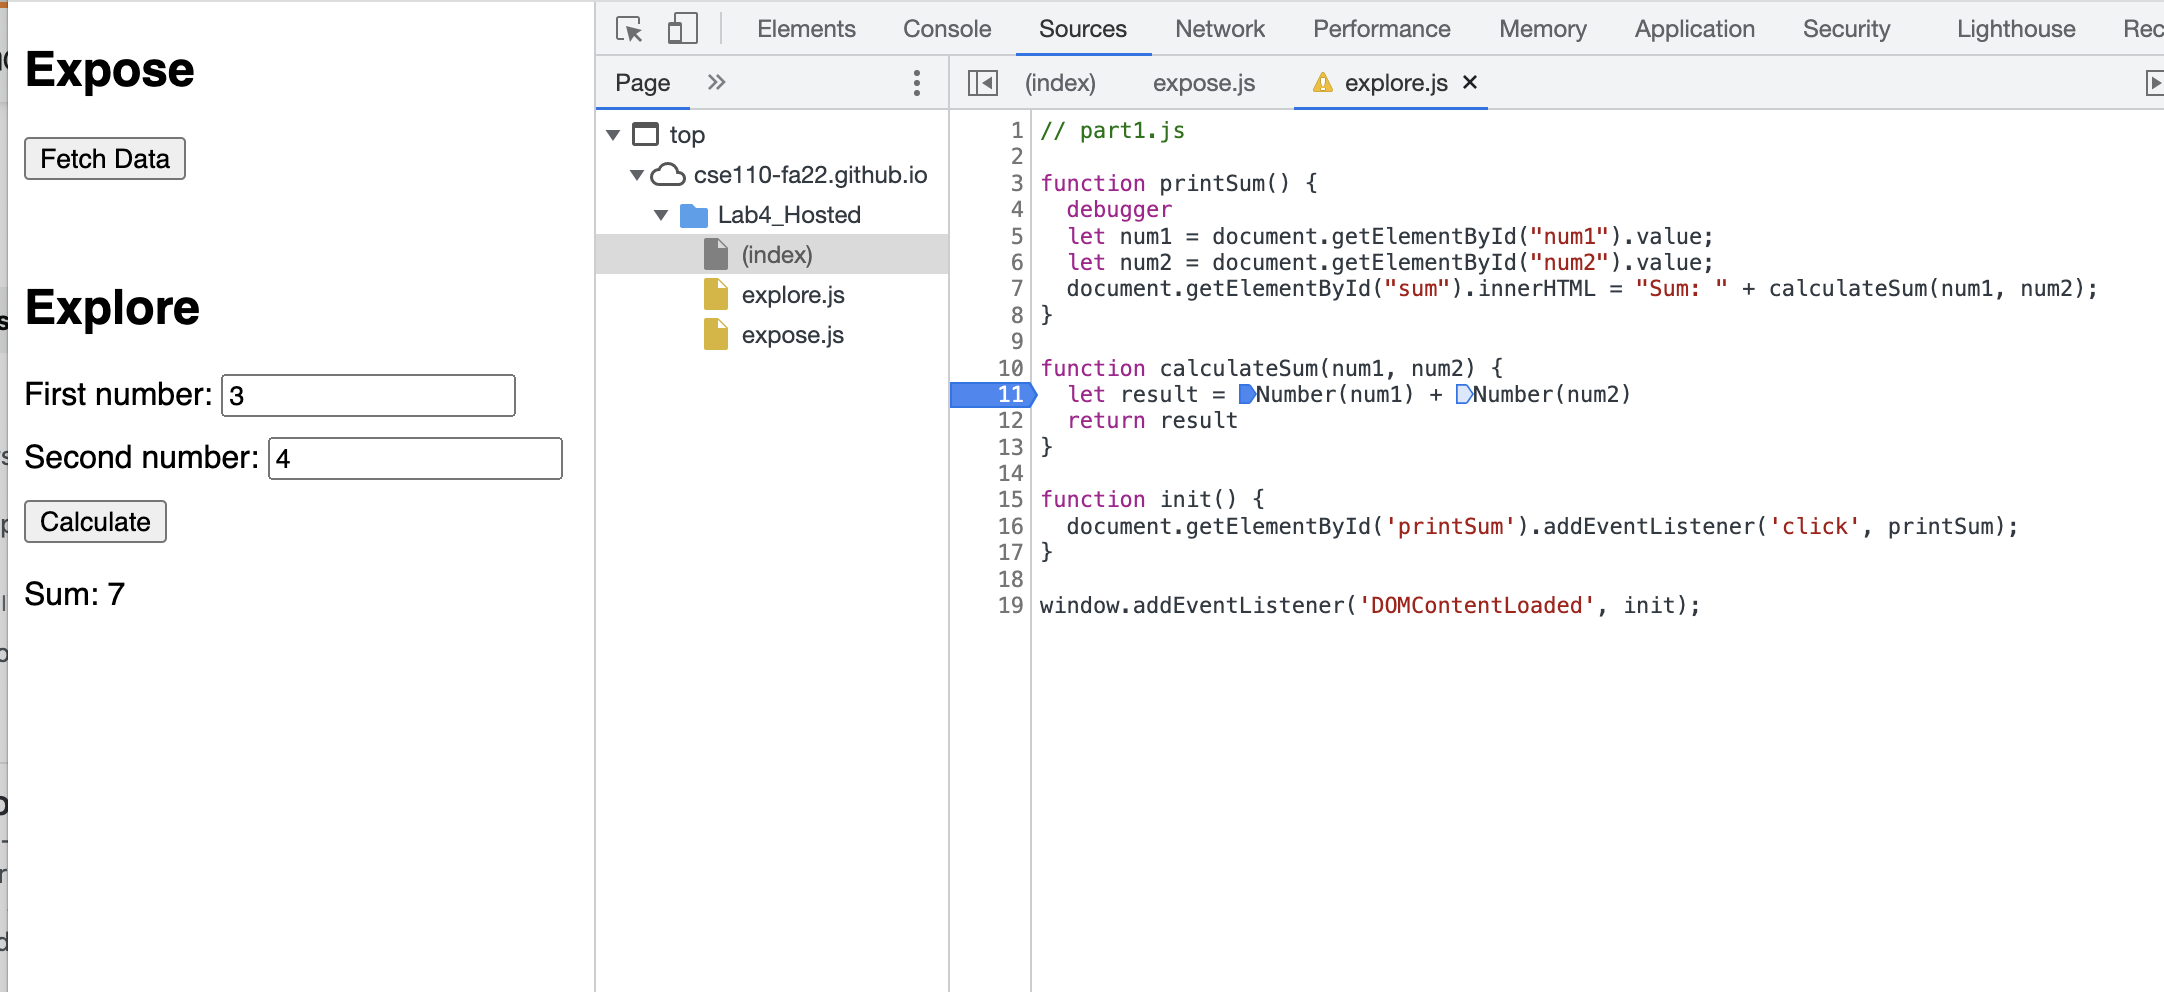 Elements Console Sources Network Performance Memory Application Security Lighthouse Rec
Page (index) expose.js explore.js
Expose
Fetch Data
Explore
First number: 3
Second number: 4
Calculate
Sum: 7
top
cse110-fa22.github.io
Lab4_Hosted
(index)
explore.js
expose.js
1 // part1.js
2
3 function printSum() {
4 debugger
5 let num1 = document.getElementById("num1").value;
6 let num2 = document.getElementById("num2").value;
7 document.getElementById("sum").innerHTML = "Sum: " + calculateSum(num1, num2);
8 }
9
10 function calculateSum(num1, num2) {
11 let result = Number(num1) + Number(num2)
12 return result
13 }
14
15 function init() {
16 document.getElementById('printSum').addEventListener('click', printSum);
17 }
18
19 window.addEventListener('DOMContentLoaded', init);